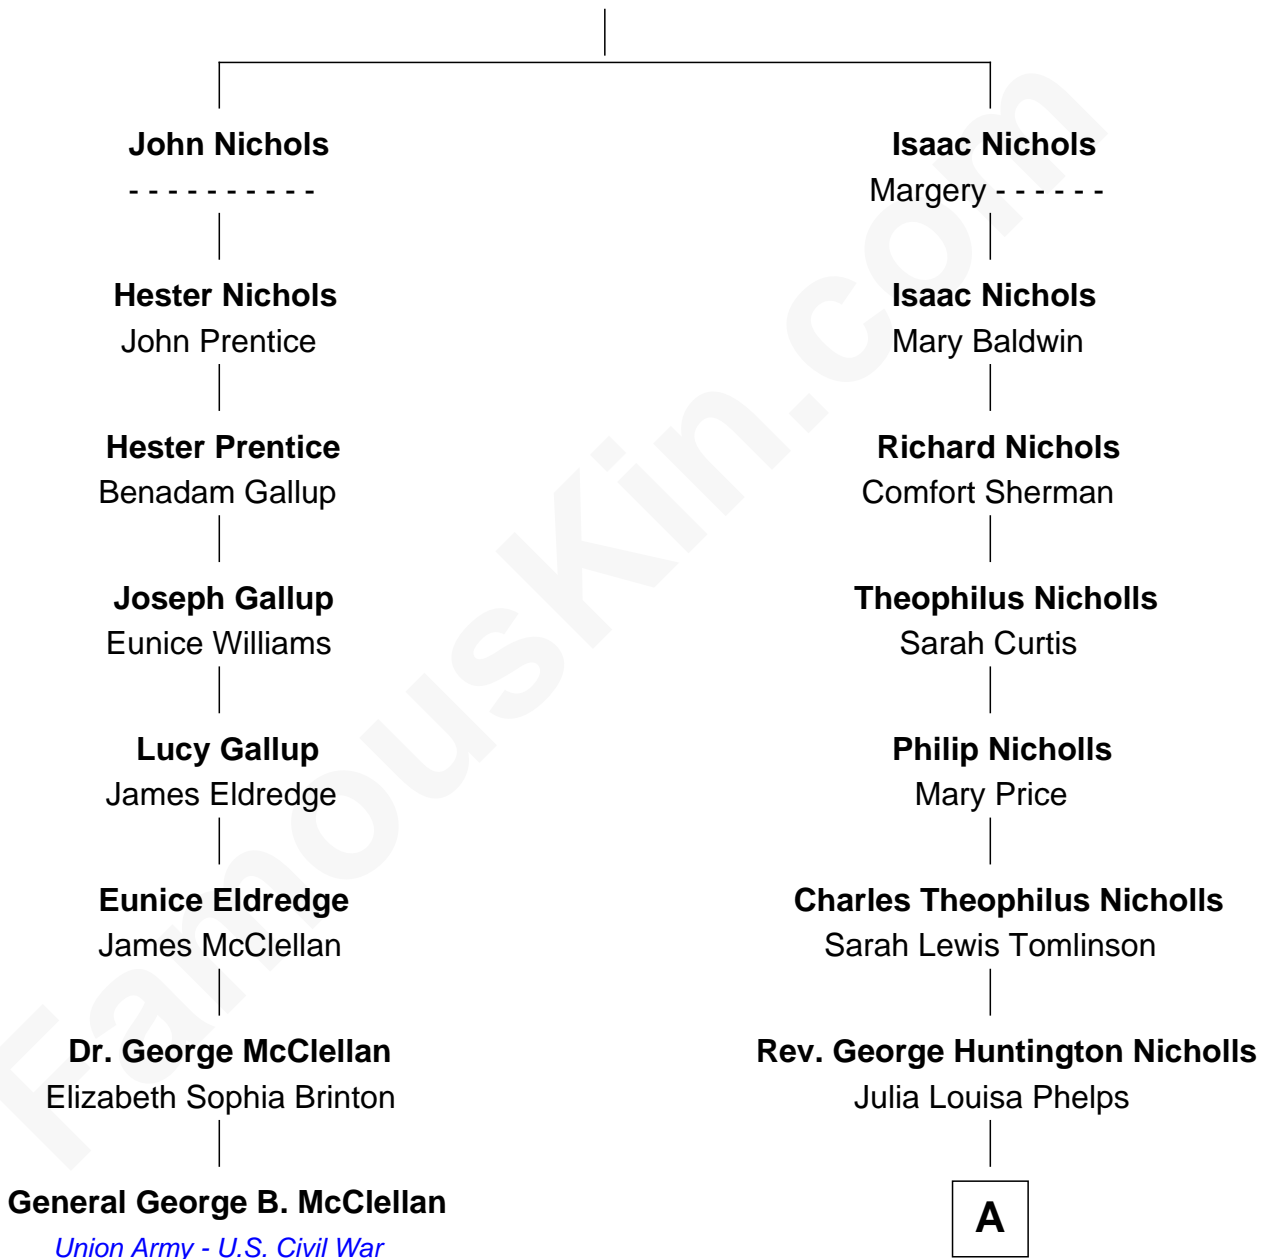 John Nichols
- - - - - - - - - -
Hester Nichols
John Prentice
Hester Prentice
Benadam Gallup
Joseph Gallup
Eunice Williams
Lucy Gallup
James Eldredge
Eunice Eldredge
James McClellan
Dr. George McClellan
Elizabeth Sophia Brinton
General George B. McClellan
Union Army - U.S. Civil War
Isaac Nichols
Margery - - - - - -
Isaac Nichols
Mary Baldwin
Richard Nichols
Comfort Sherman
Theophilus Nicholls
Sarah Curtis
Philip Nicholls
Mary Price
Charles Theophilus Nicholls
Sarah Lewis Tomlinson
Rev. George Huntington Nicholls
Julia Louisa Phelps
A
FamousKin.com